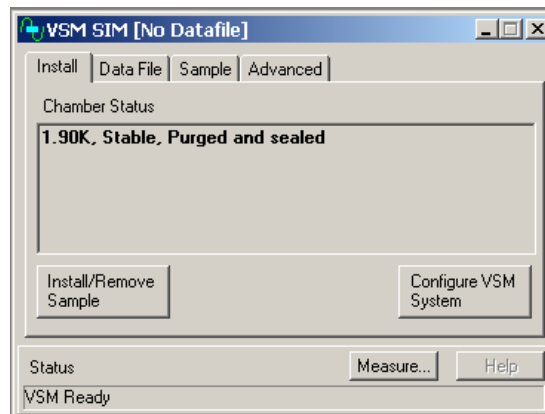 VSM SIM [No Datafile]
Install Data File Sample Advanced
Chamber Status
1.90K, Stable, Purged and sealed
Install/Remove
Sample
Configure VSM
System
Status
Measure...
Help
VSM Ready